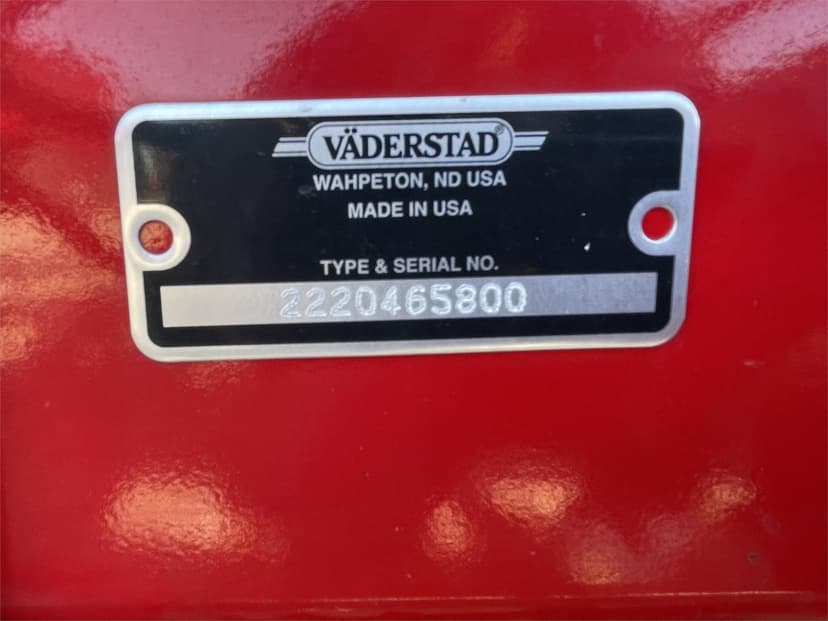 VÄDERSTAD®
WAHPETON, ND USA
MADE IN USA
TYPE & SERIAL NO.
2220465800